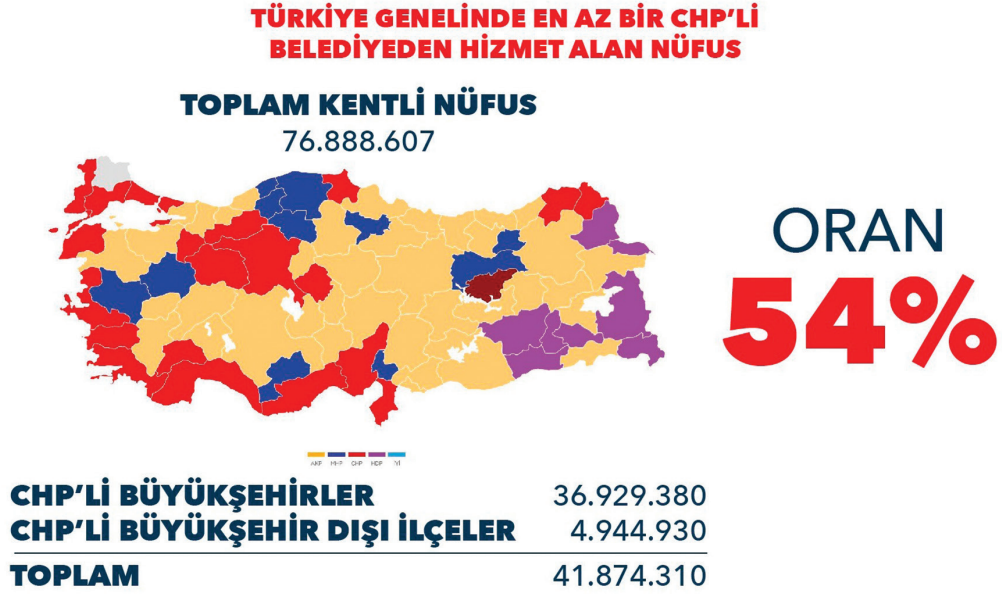 TÜRKİYE GENELİNDE EN AZ BİR CHP'Lİ
BELEDİYEDEN HİZMET ALAN NÜFUS
TOPLAM KENTLİ NÜFUS
76.888.607
ORAN
54%
AKP MHP CHP HDP İYİ
CHP'Lİ BÜYÜKŞEHİRLER 36.929.380
CHP'Lİ BÜYÜKŞEHİR DIŞI İLÇELER 4.944.930
TOPLAM 41.874.310